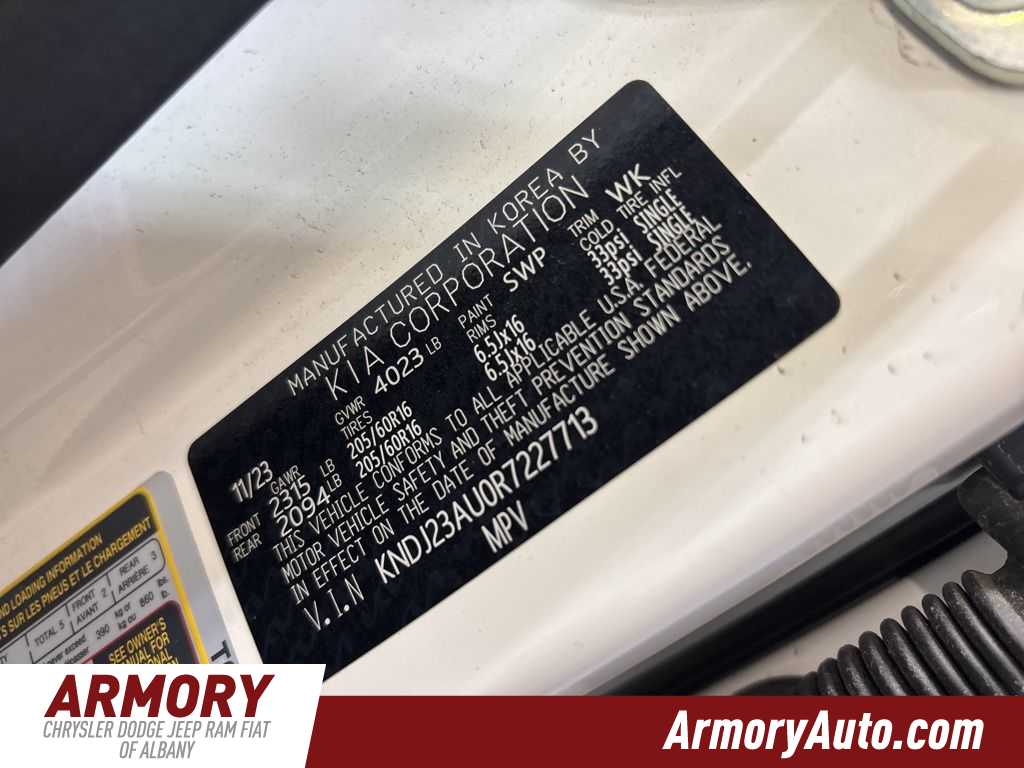 MANUFACTURED IN KOREA BY
KIA CORPORATION
11/23 GVWR 4023 LB PAINT SWP TRIM WK
GAWR TIRES RIMS COLD TIRE INFL
FRONT 2315 LB 205/60R16 6.5Jx16 33psi SINGLE
REAR 2094 LB 205/60R16 6.5Jx16 33psi SINGLE
THIS VEHICLE CONFORMS TO ALL APPLICABLE U.S.A. FEDERAL
MOTOR VEHICLE SAFETY AND THEFT PREVENTION STANDARDS
IN EFFECT ON THE DATE OF MANUFACTURE SHOWN ABOVE.
V.I.N KNDJ23AU0R7227713
MPV
LOADING INFORMATION
SUR LES PNEUS ET LE CHARGEMENT
TOTAL 5 FRONT 2 REAR 3
AVANT ARRIÈRE
exceed 390 kg or 860 lbs.
kg ou lb.
SEE OWNER'S
MANUAL FOR
ARMORY
CHRYSLER DODGE JEEP RAM FIAT
OF ALBANY
ArmoryAuto.com